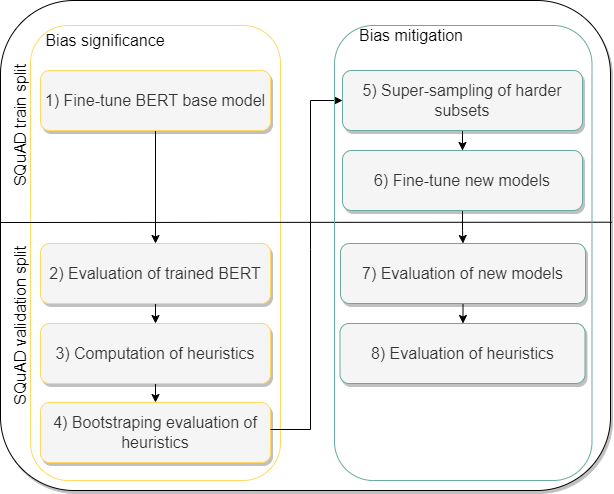 Bias significance
Bias mitigation
SQuAD train split
1) Fine-tune BERT base model
5) Super-sampling of harder
subsets
6) Fine-tune new models
SQuAD validation split
2) Evaluation of trained BERT
3) Computation of heuristics
4) Bootstraping evaluation of
heuristics
7) Evaluation of new models
8) Evaluation of heuristics